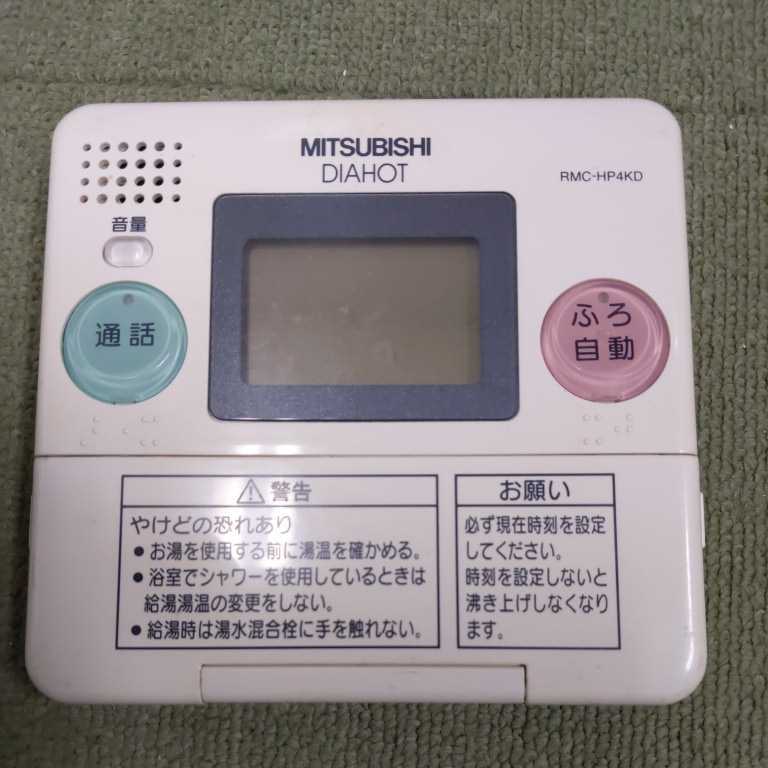 MITSUBISHI
DIAHOT
RMC-HP4KD
音量
通話
ふろ
自動
警告
やけどの恐れあり
● お湯を使用する前に湯温を確かめる。
● 浴室でシャワーを使用しているときは
給湯湯温の変更をしない。
● 給湯時は湯水混合栓に手を触れない。
お願い
必ず現在時刻を設定
してください。
時刻を設定しないと
沸き上げしなくなり
ます。